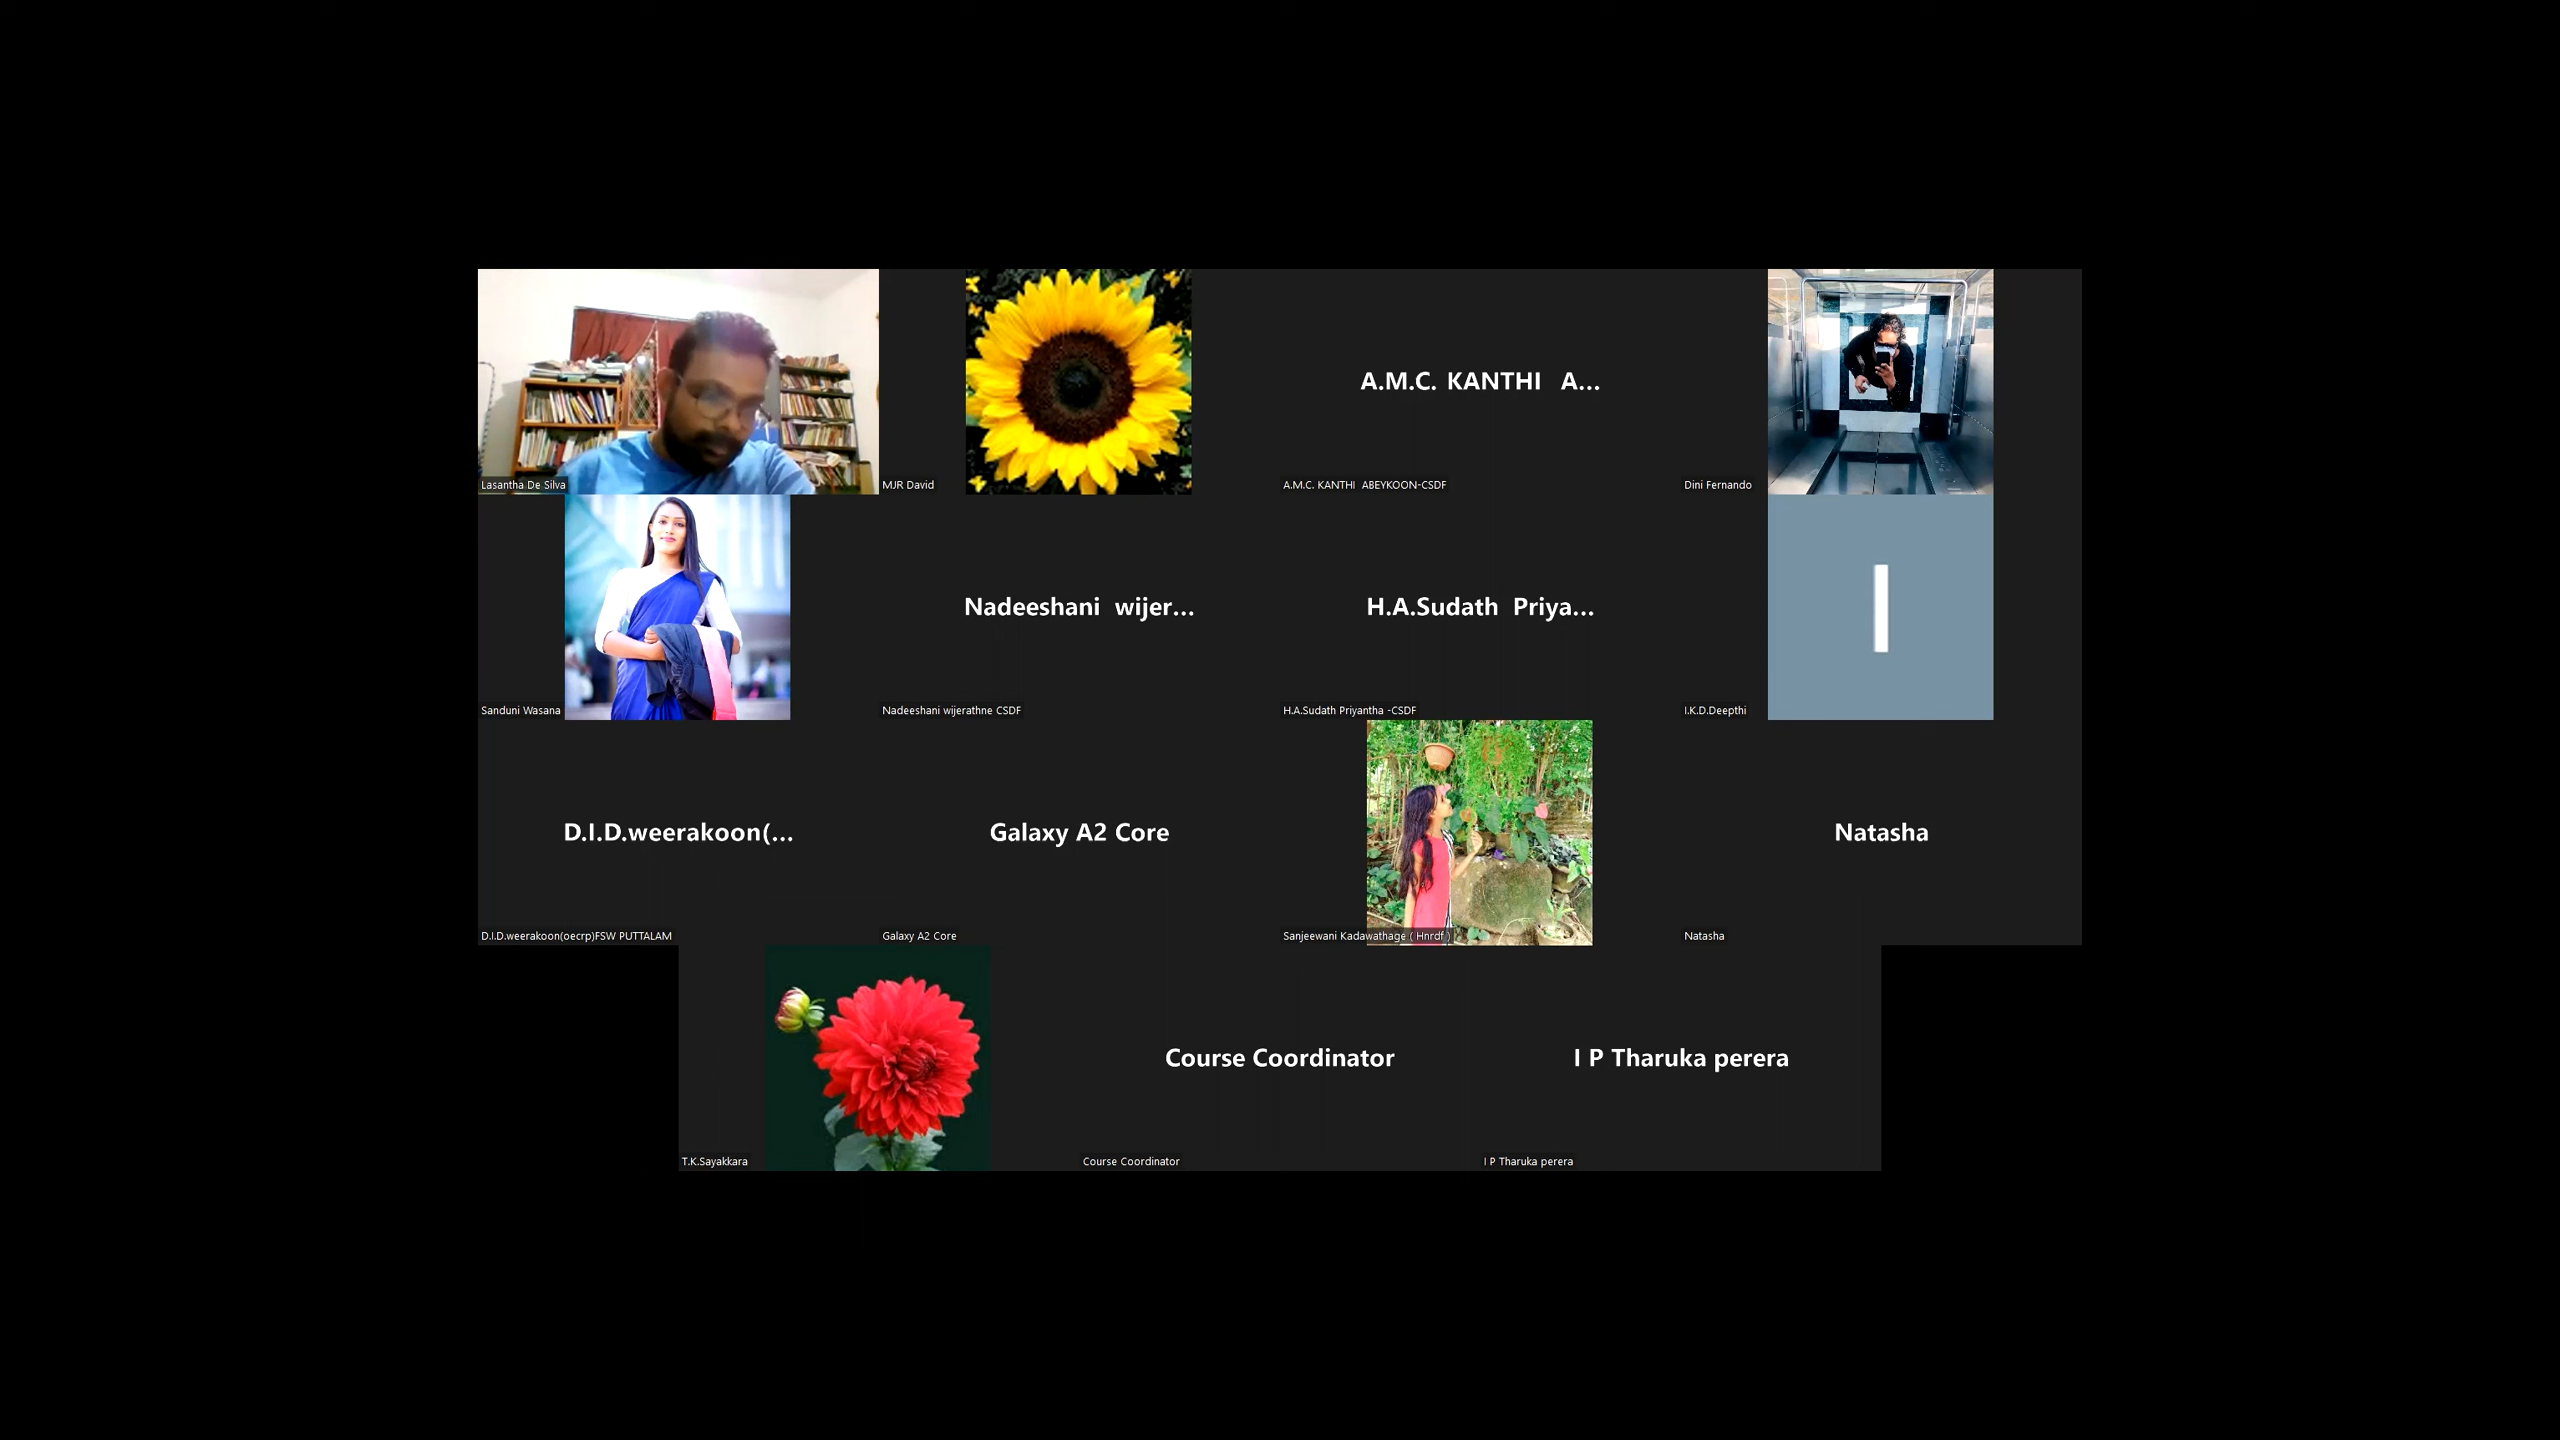 Lasantha De Silva
MJR David
A.M.C. KANTHI A...
A.M.C. KANTHI ABEYKOON-CSDF
Dini Fernando
Sanduni Wasana
Nadeeshani wijer...
Nadeeshani wijerathne CSDF
H.A.Sudath Priya...
H.A.Sudath Priyantha -CSDF
I
I.K.D.Deepthi
D.I.D.weerakoon(...
D.I.D.weerakoon(oecrp)FSW PUTTALAM
Galaxy A2 Core
Galaxy A2 Core
Sanjeewani Kadawathage ( Hnrdf )
Natasha
Natasha
T.K.Sayakkara
Course Coordinator
Course Coordinator
I P Tharuka perera
I P Tharuka perera